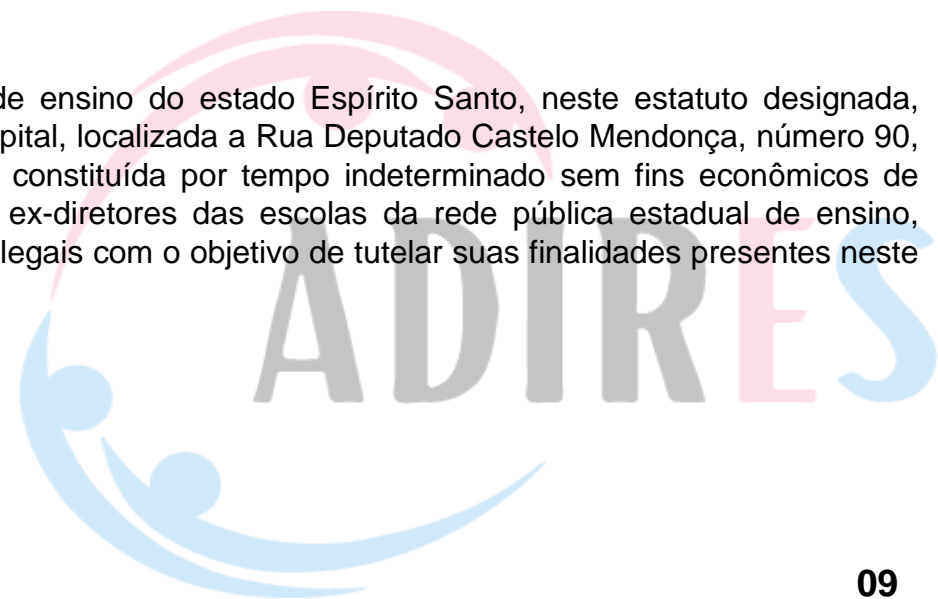 de ensino do estado Espírito Santo, neste estatuto designada,
pital, localizada a Rua Deputado Castelo Mendonça, número 90,
constituída por tempo indeterminado sem fins econômicos de
ex-diretores das escolas da rede pública estadual de ensino,
legais com o objetivo de tutelar suas finalidades presentes neste
ADIRES
09